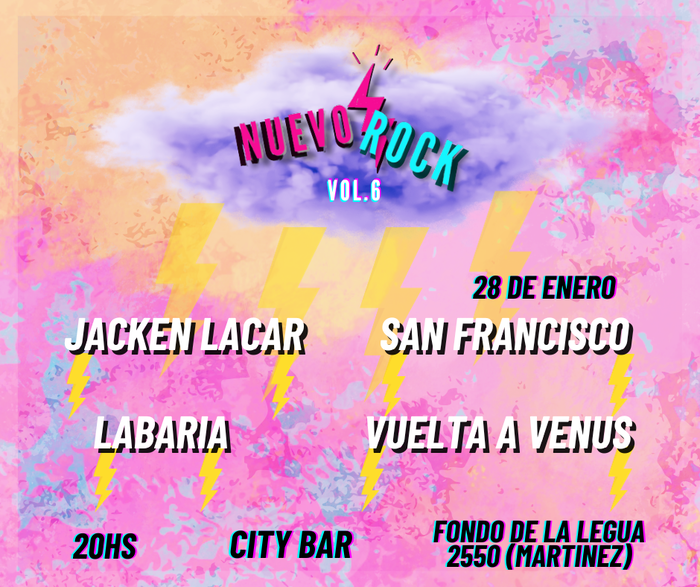 NUEVO ROCK
VOL.6
28 DE ENERO
JACKEN LACAR
SAN FRANCISCO
LABARIA
VUELTA A VENUS
20HS
CITY BAR
FONDO DE LA LEGUA
2550 (MARTINEZ)